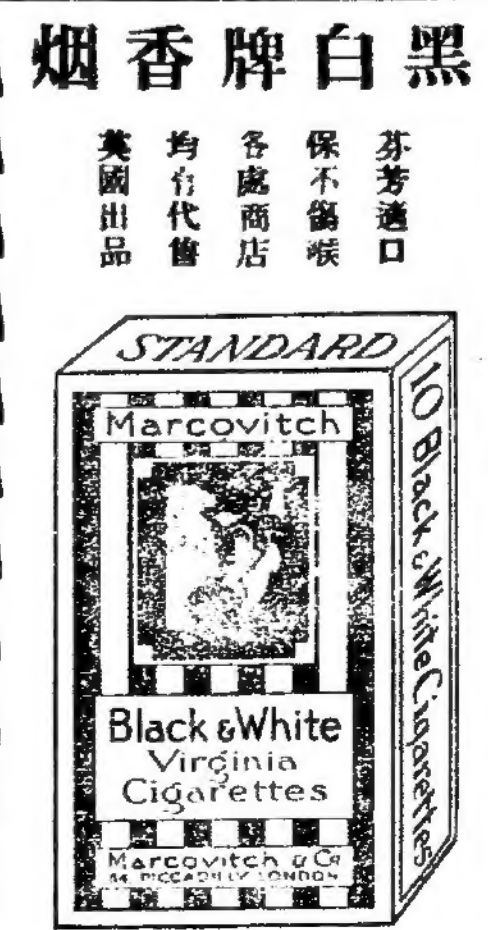 黑白牌香烟
芬芳適口
保不傷喉
各處商店
均有代售
英國出品
STANDARD
Marcovitch
Black & White
Virginia
Cigarettes
Marcovitch & Co
PICCADILLY LONDON
10 Black & White Cigarettes